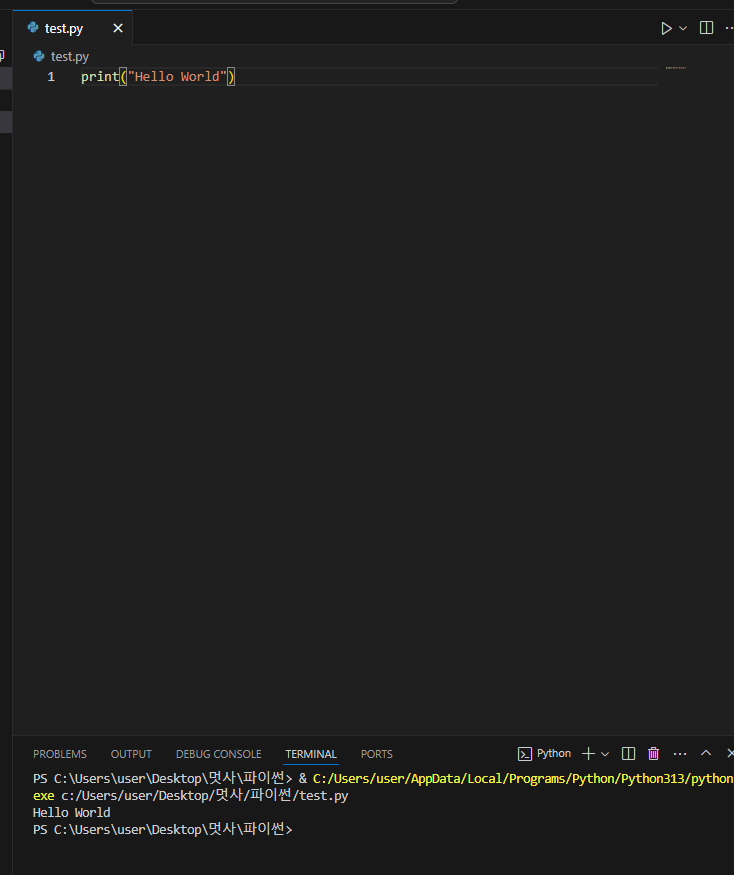 test.py
test.py
1 print("Hello World")
PROBLEMS OUTPUT DEBUG CONSOLE TERMINAL PORTS Python
PS C:\Users\user\Desktop\멋사\파이썬> & C:/Users/user/AppData/Local/Programs/Python/Python313/python
exe c:/Users/user/Desktop/멋사/파이썬/test.py
Hello World
PS C:\Users\user\Desktop\멋사\파이썬>